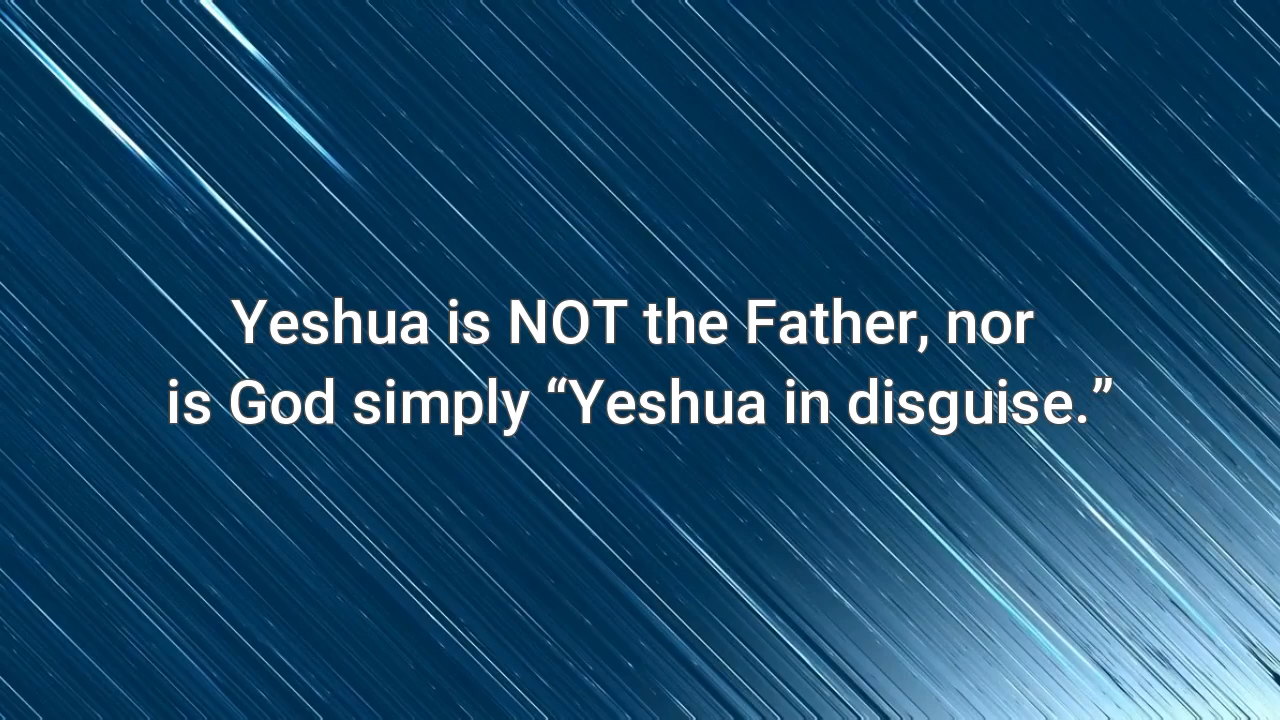 Yeshua is NOT the Father, nor
is God simply “Yeshua in disguise.”